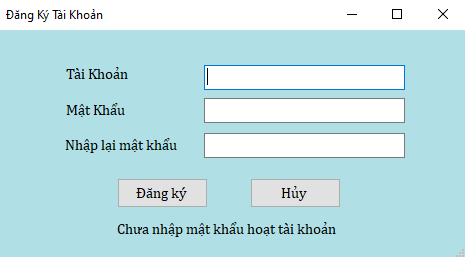 Đăng Ký Tài Khoản
Tài Khoản
Mật Khẩu
Nhập lại mật khẩu
Đăng ký Hủy
Chưa nhập mật khẩu hoạt tài khoản